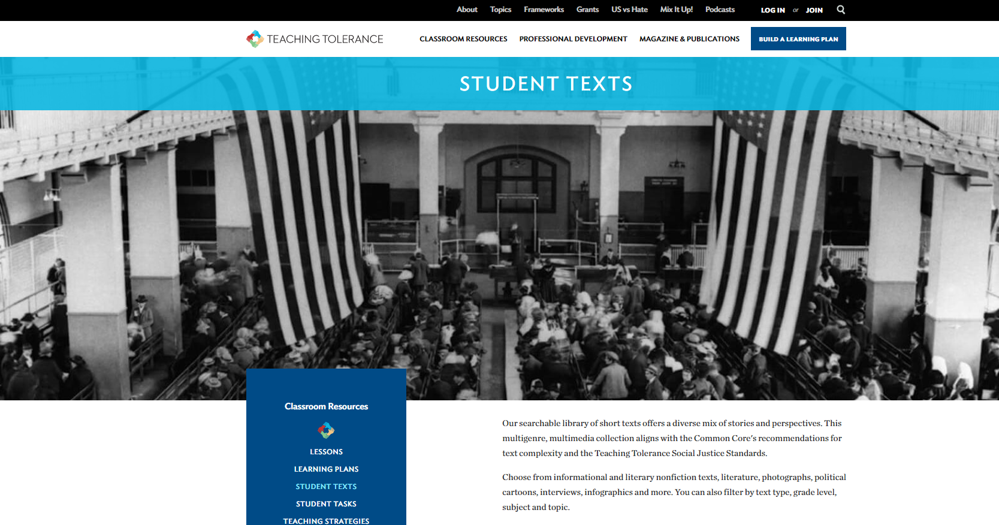 About Topics Frameworks Grants US vs Hate Mix It Up! Podcasts LOG IN or JOIN
TEACHING TOLERANCE CLASSROOM RESOURCES PROFESSIONAL DEVELOPMENT MAGAZINE & PUBLICATIONS BUILD A LEARNING PLAN
STUDENT TEXTS
Classroom Resources
LESSONS
LEARNING PLANS
STUDENT TEXTS
STUDENT TASKS
TEACHING STRATEGIES
Our searchable library of short texts offers a diverse mix of stories and perspectives. This
multigenre, multimedia collection aligns with the Common Core's recommendations for
text complexity and the Teaching Tolerance Social Justice Standards.
Choose from informational and literary nonfiction texts, literature, photographs, political
cartoons, interviews, infographics and more. You can also filter by text type, grade level,
subject and topic.